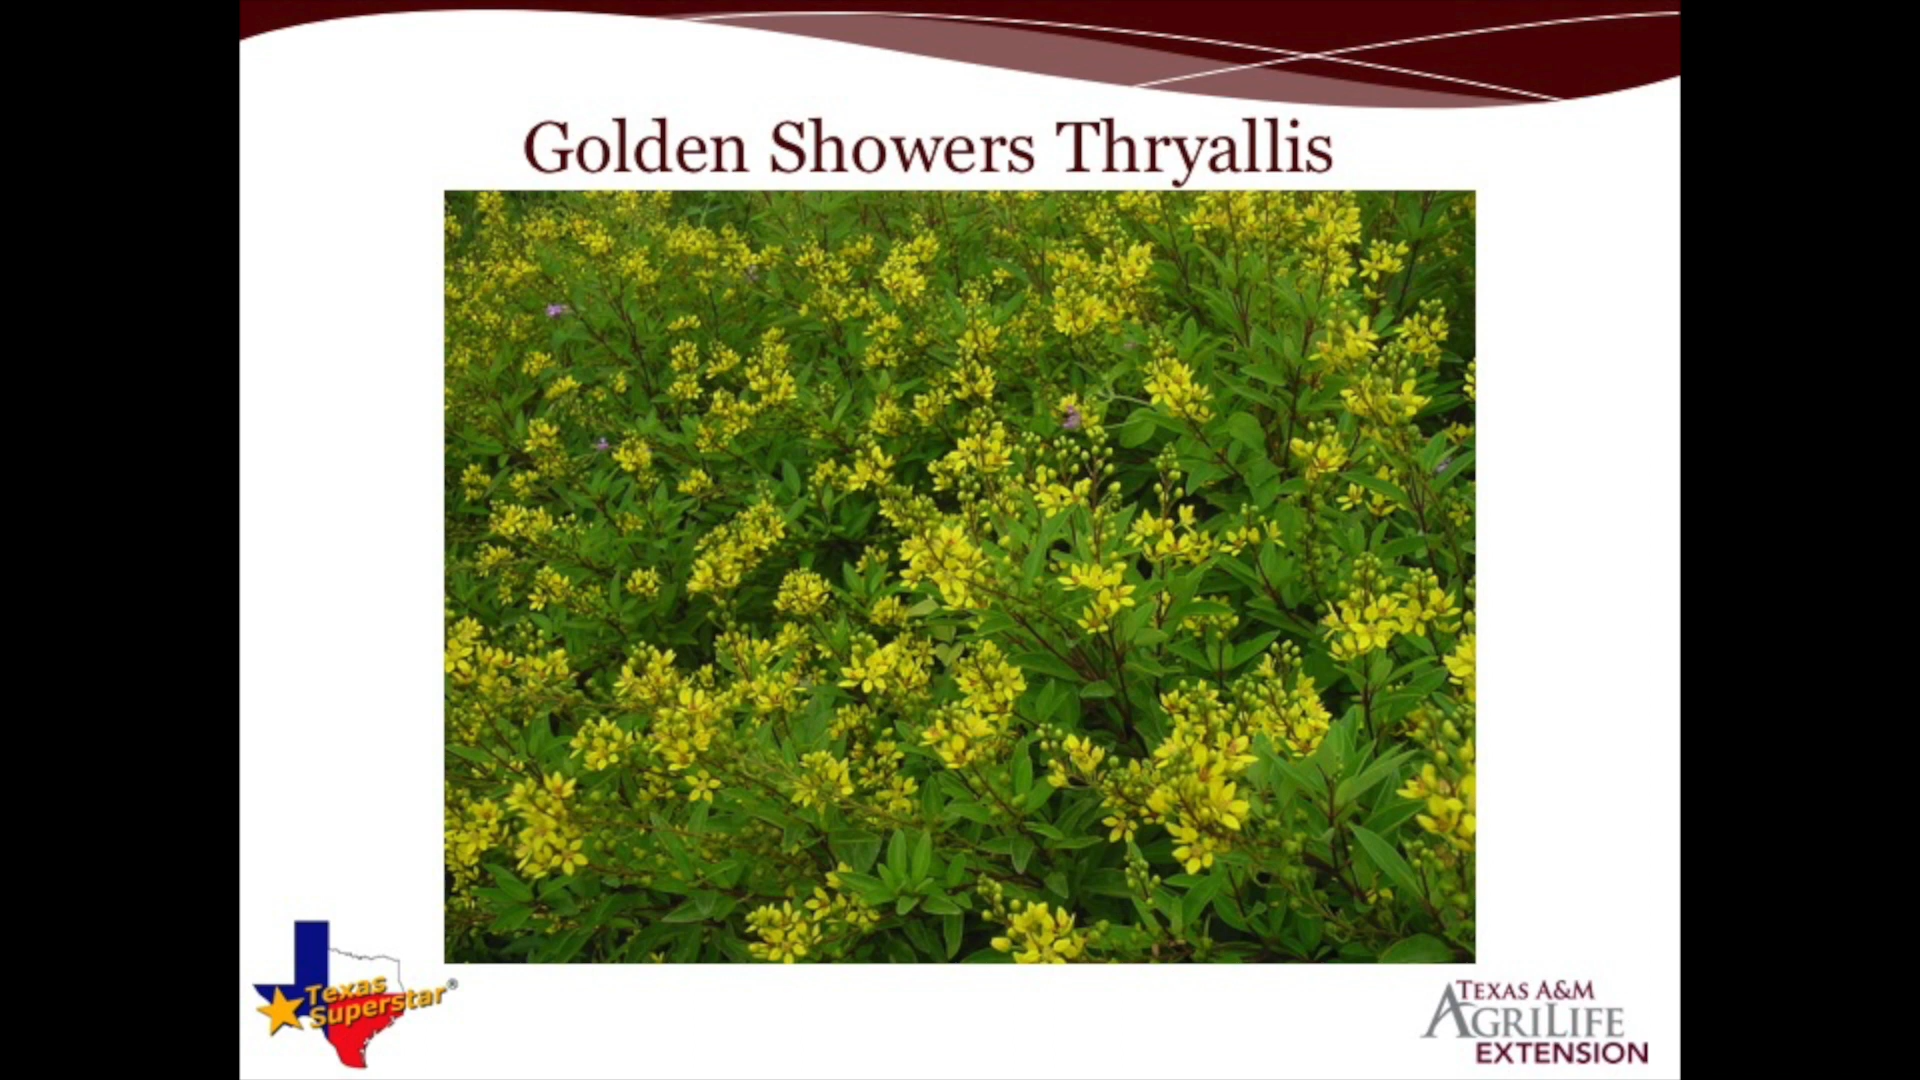 Golden Showers Thryallis
Texas
Superstar®
TEXAS A&M
AGRILIFE
EXTENSION